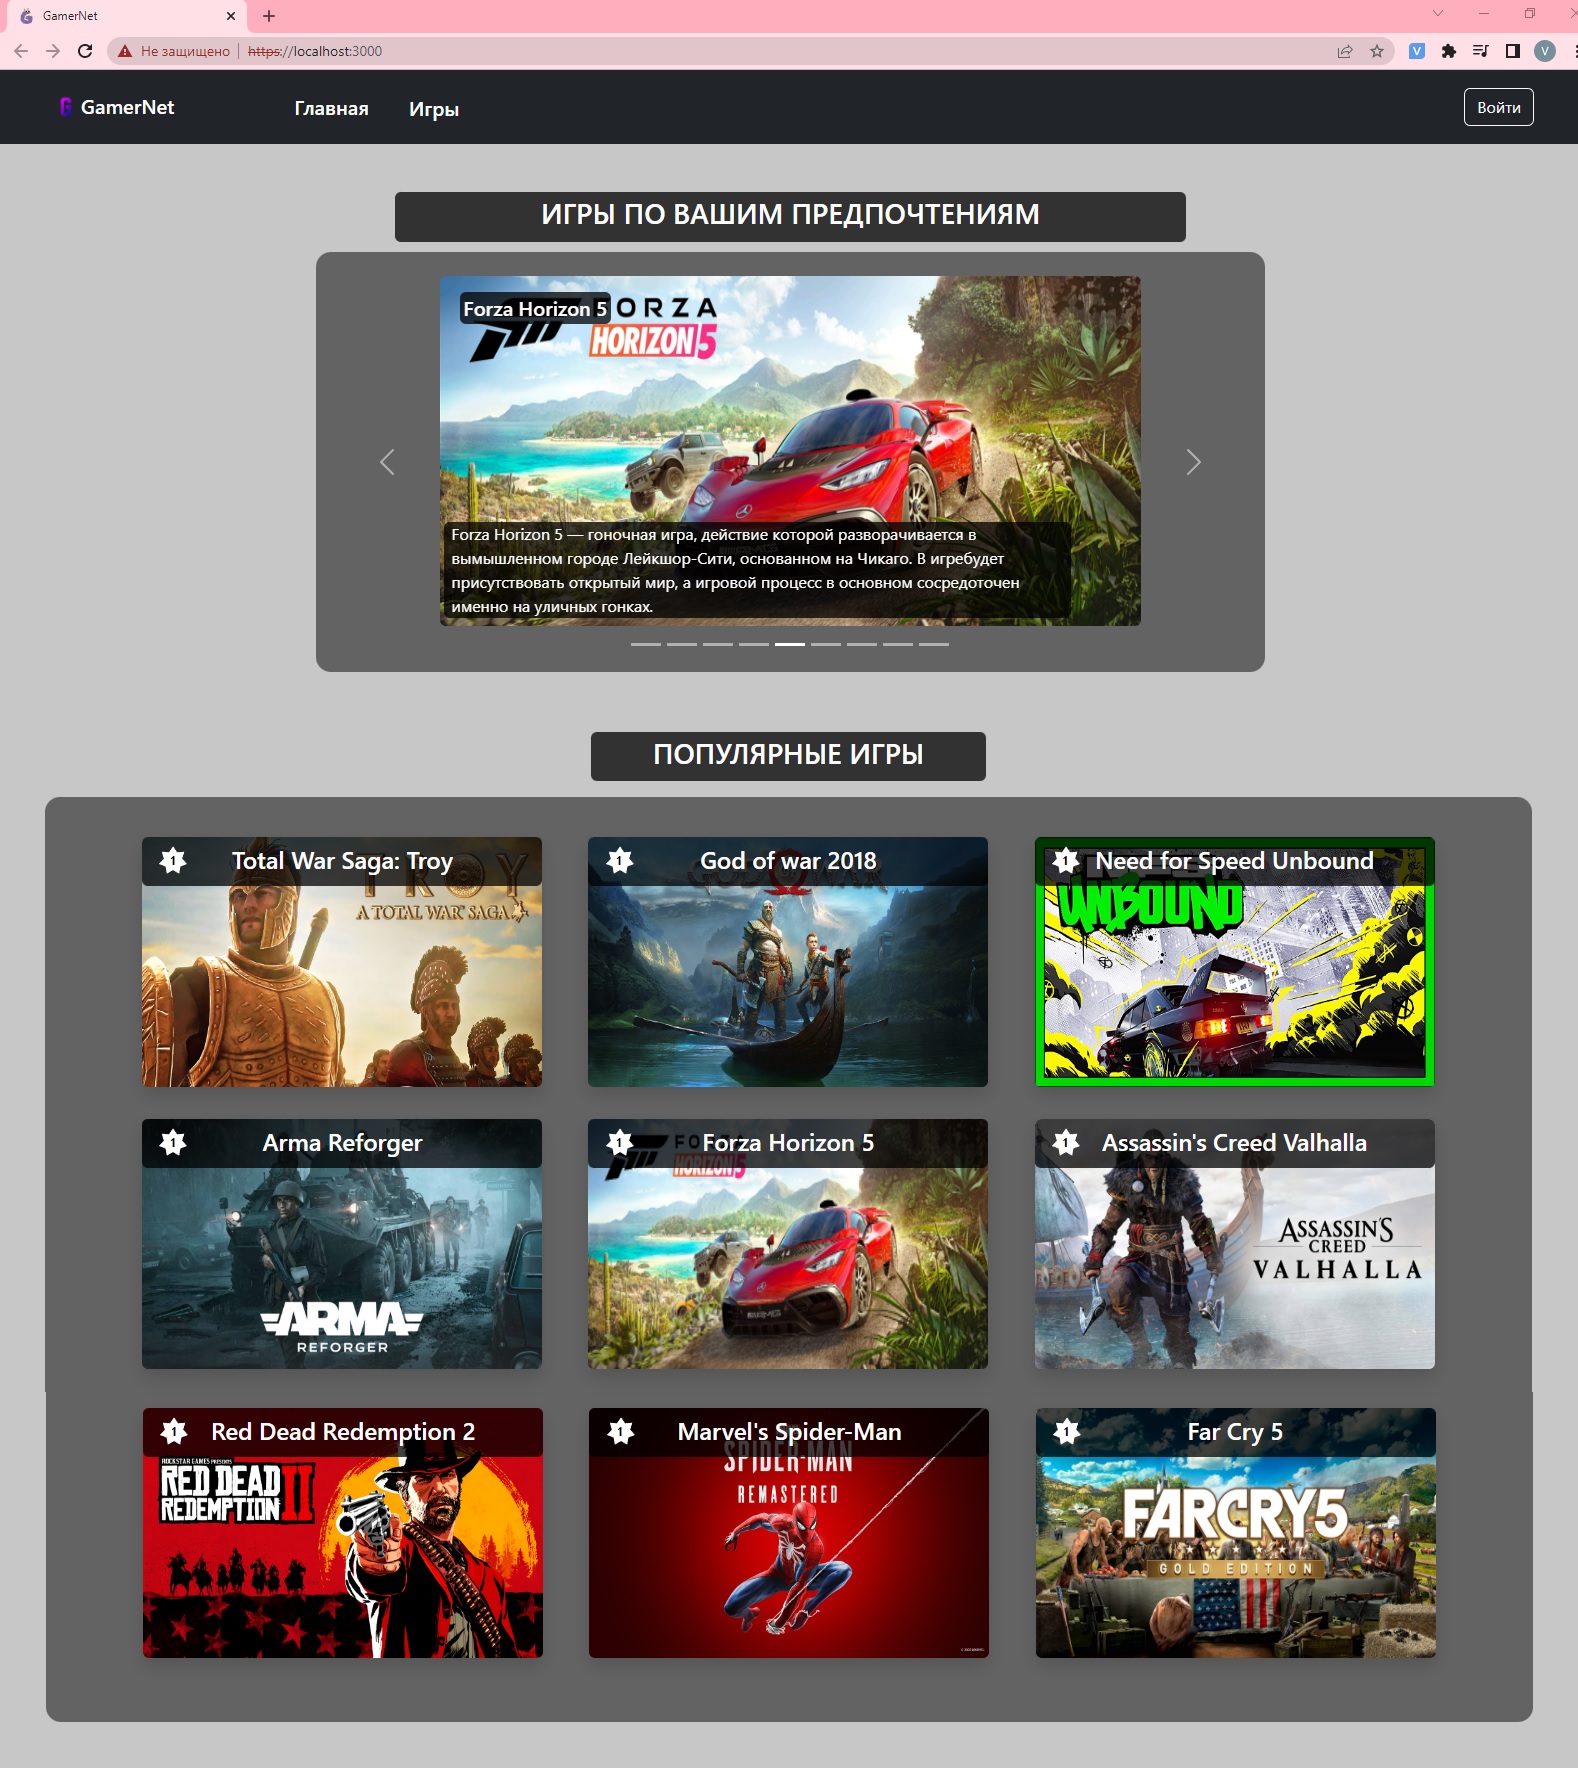 GamerNet
Не защищено
https://localhost:3000
V
V
GamerNet
Главная
Игры
Войти
ИГРЫ ПО ВАШИМ ПРЕДПОЧТЕНИЯМ
Forza Horizon 5
FORZA
HORIZON 5
Forza Horizon 5 — гоночная игра, действие которой разворачивается в
вымышленном городе Лейкшор-Сити, основанном на Чикаго. В игребудет
присутствовать открытый мир, а игровой процесс в основном сосредоточен
именно на уличных гонках.
ПОПУЛЯРНЫЕ ИГРЫ
1
Total War Saga: Troy
TROY
A TOTAL WAR SAGA
1
God of war 2018
GOD OF WAR
1
Need for Speed Unbound
UNBOUND
1
Arma Reforger
ARMA
REFORGER
1
Forza Horizon 5
FORZA
HORIZON 5
1
Assassin's Creed Valhalla
ASSASSIN'S
CREED
VALHALLA
1
Red Dead Redemption 2
ROCKSTAR GAMES PRESENTS
RED DEAD
REDEMPTION II
1
Marvel's Spider-Man
SPIDER-MAN
REMASTERED
1
Far Cry 5
FARCRY5
GOLD EDITION